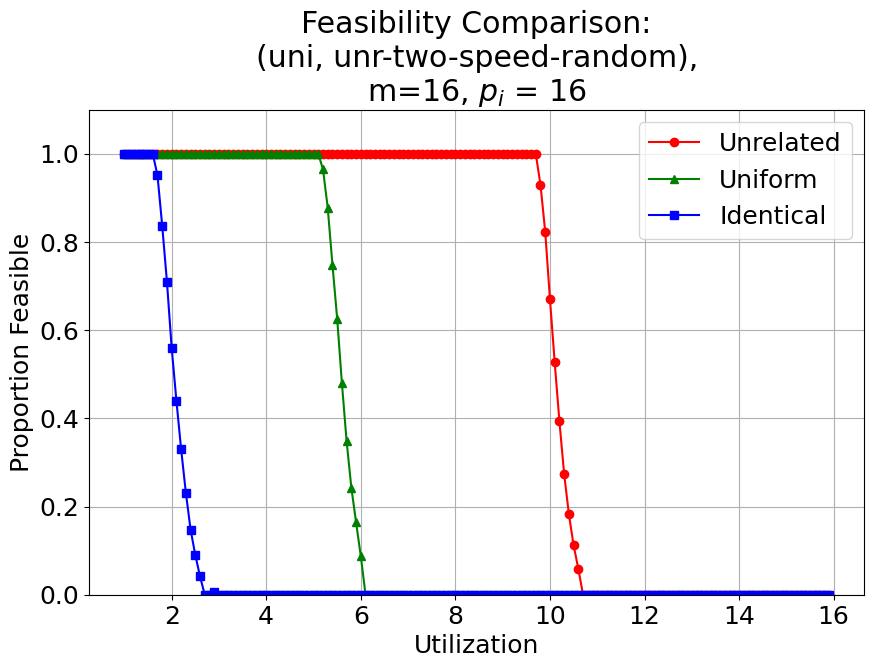 Feasibility Comparison:
(uni, unr-two-speed-random),
m=16, $p_i$ = 16
Unrelated
Uniform
Identical
Proportion Feasible
1.0
0.8
0.6
0.4
0.2
0.0
2 4 6 8 10 12 14 16
Utilization